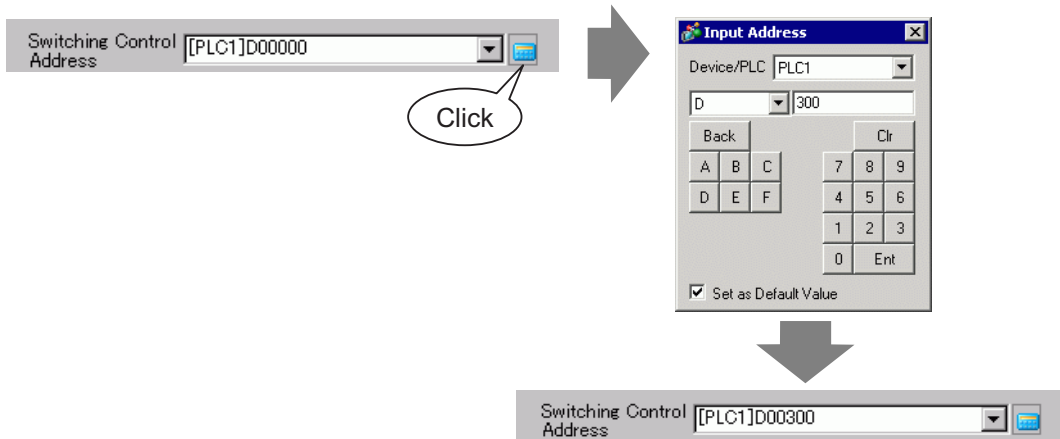 Switching Control
Address
[PLC1]D00000
Click
Input Address
Device/PLC PLC1
D 300
Back Clr
A B C 7 8 9
D E F 4 5 6
1 2 3
0 Ent
Set as Default Value
Switching Control
Address
[PLC1]D00300